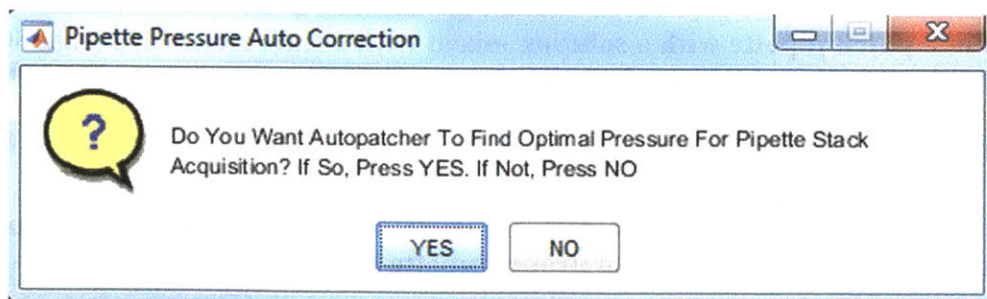 Pipette Pressure Auto Correction
Do You Want Autopatcher To Find Optimal Pressure For Pipette Stack
Acquisition? If So, Press YES. If Not, Press NO
YES NO